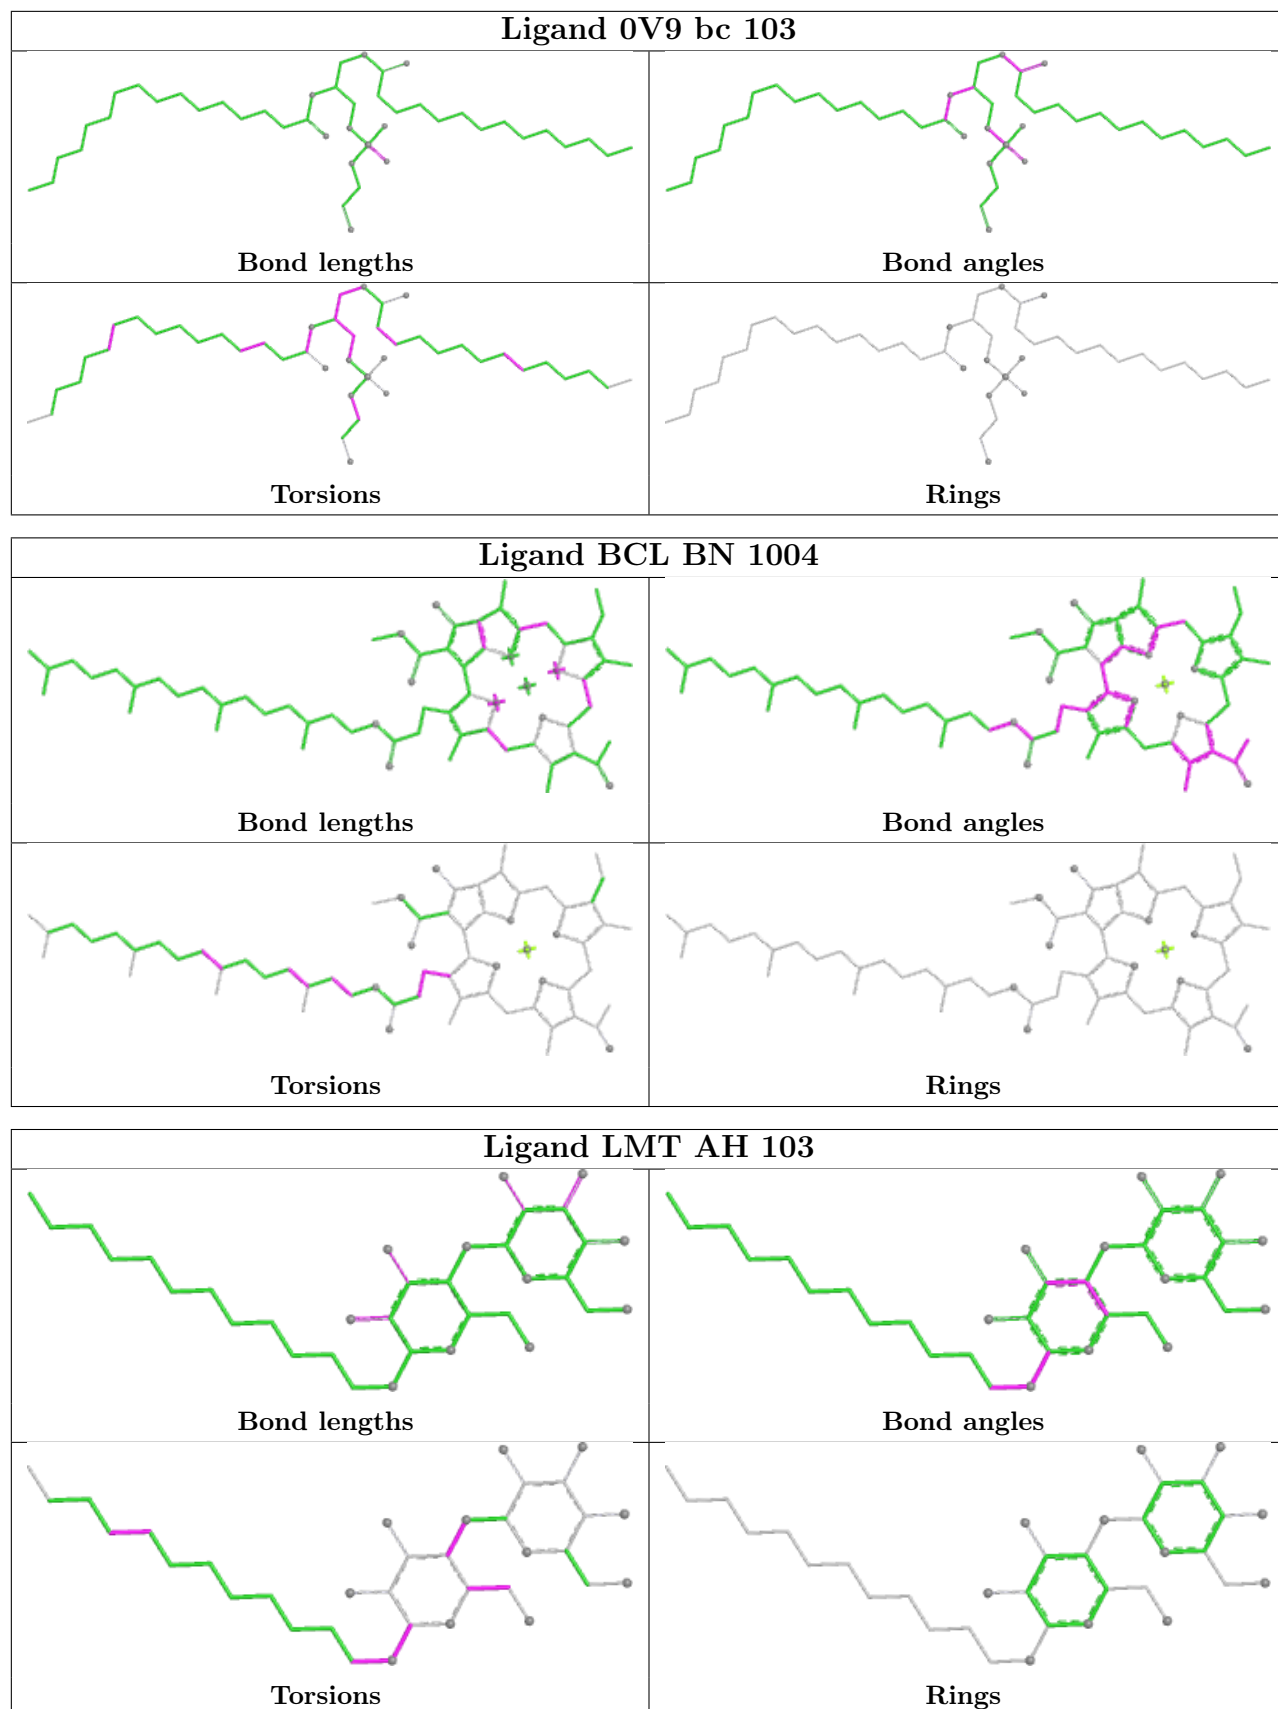 Ligand 0V9 bc 103
Bond lengths
Bond angles
Torsions
Rings
Ligand BCL BN 1004
Bond lengths
Bond angles
Torsions
Rings
Ligand LMT AH 103
Bond lengths
Bond angles
Torsions
Rings